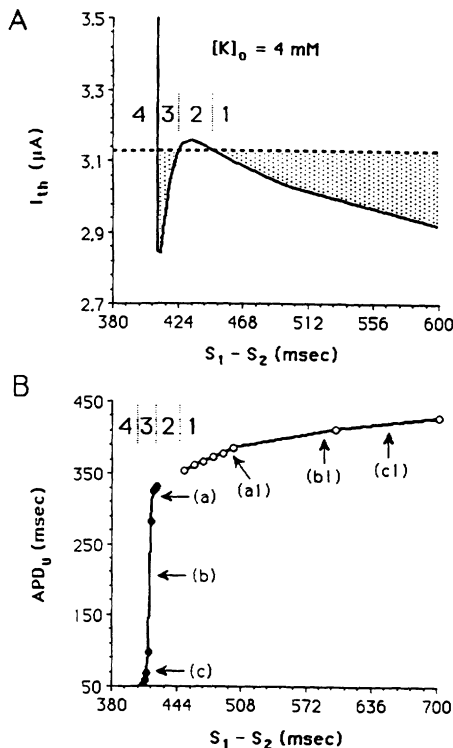 A
[K]o = 4 mM
3.5
3.3
3.1
2.9
2.7
4 3 2 1
Ith (μA)
380 424 468 512 556 600
S1 - S2 (msec)
B
450
350
250
150
50
4 3 2 1
APDu (msec)
(a)
(b)
(c)
(a1)
(b1)
(c1)
380 444 508 572 636 700
S1 - S2 (msec)